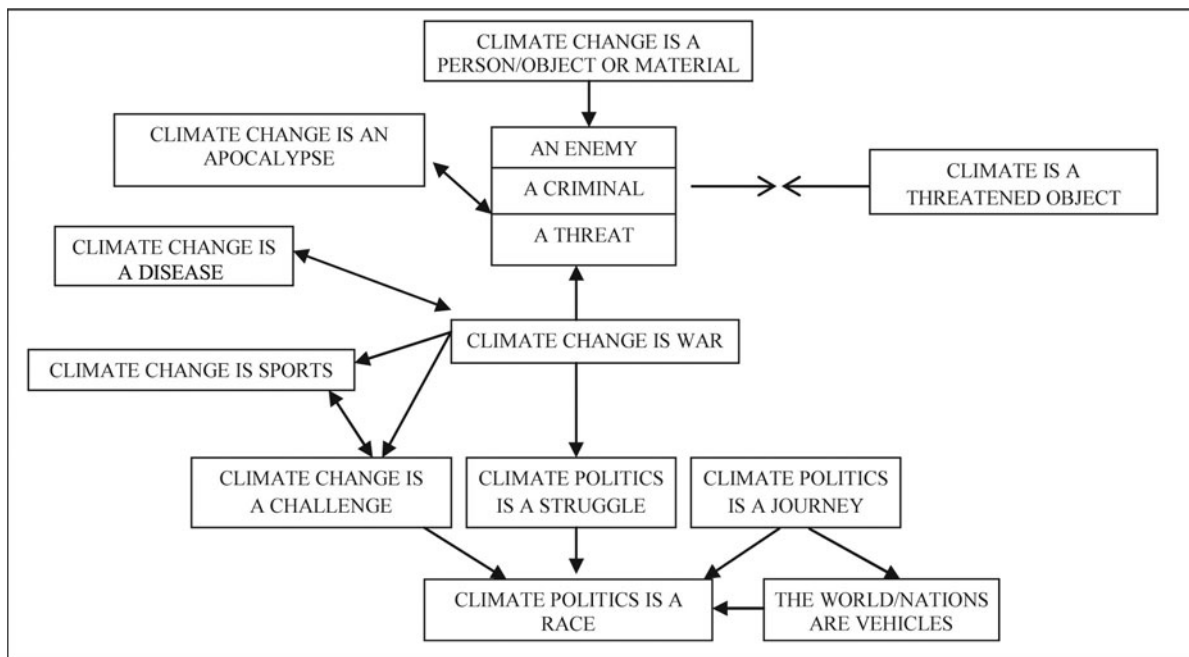 CLIMATE CHANGE IS A
PERSON/OBJECT OR MATERIAL
CLIMATE CHANGE IS AN
APOCALYPSE
AN ENEMY
A CRIMINAL
A THREAT
CLIMATE IS A
THREATENED OBJECT
CLIMATE CHANGE IS
A DISEASE
CLIMATE CHANGE IS WAR
CLIMATE CHANGE IS SPORTS
CLIMATE CHANGE IS
A CHALLENGE
CLIMATE POLITICS
IS A STRUGGLE
CLIMATE POLITICS
IS A JOURNEY
CLIMATE POLITICS IS A
RACE
THE WORLD/NATIONS
ARE VEHICLES